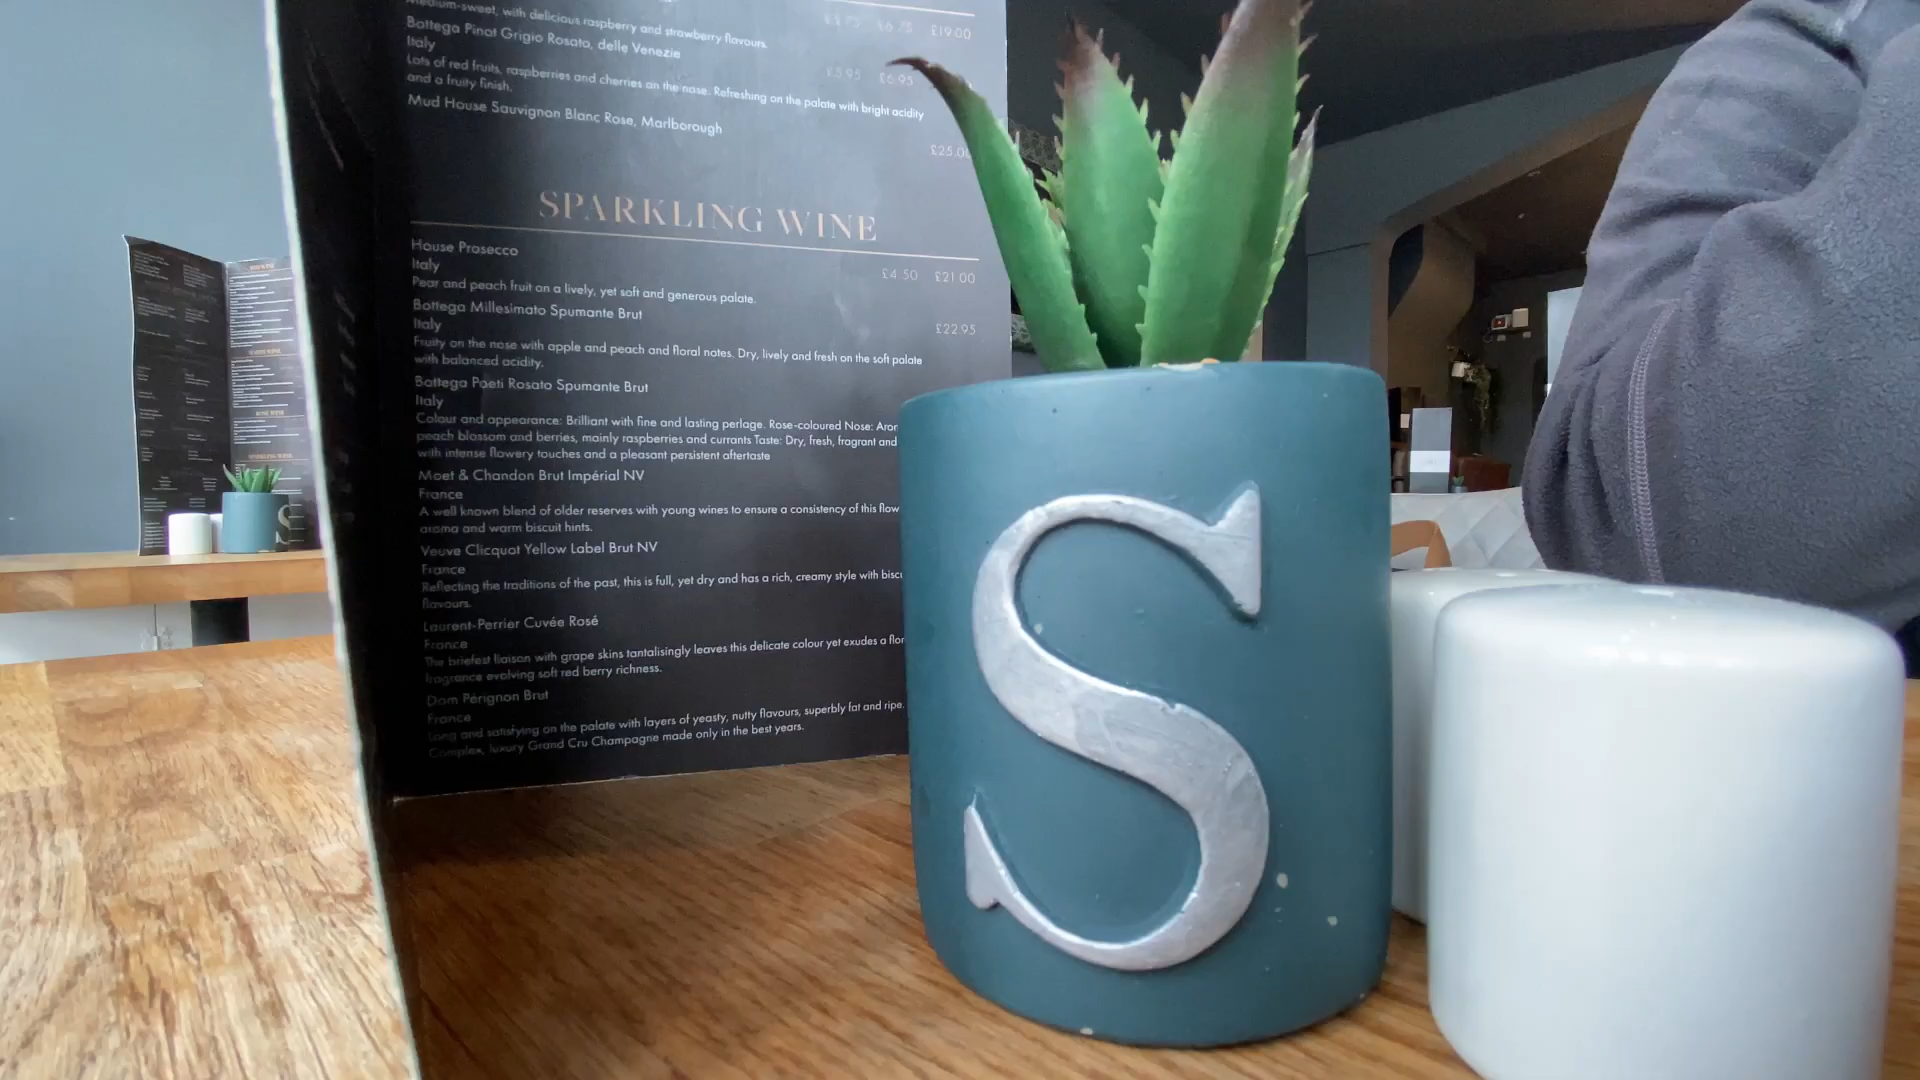 Medium-sweet, with delicious raspberry and strawberry flavours.
£19.00
Bottega Pinot Grigio Rosato, delle Venezie
Italy
£5.95 £6.95
Lots of red fruits, raspberries and cherries on the nose. Refreshing on the palate with bright acidity
and a fruity finish.
Mud House Sauvignon Blanc Rose, Marlborough
£25.00
SPARKLING WINE
House Prosecco
Italy
£4.50 £21.00
Pear and peach fruit on a lively, yet soft and generous palate.
Bottega Millesimato Spumante Brut
Italy
£22.95
Fruity on the nose with apple and peach and floral notes. Dry, lively and fresh on the soft palate
with balanced acidity.
Bottega Poeti Rosato Spumante Brut
Italy
Colour and appearance: Brilliant with fine and lasting perlage. Rose-coloured Nose: Aro
peach blossom and berries, mainly raspberries and currants Taste: Dry, fresh, fragrant and
with intense flowery touches and a pleasant persistent aftertaste
Moet & Chandon Brut Impérial NV
France
A well known blend of older reserves with young wines to ensure a consistency of this flow
aroma and warm biscuit hints.
Veuve Clicquot Yellow Label Brut NV
France
Reflecting the traditions of the past, this is full, yet dry and has a rich, creamy style with biscu
flavours.
Laurent-Perrier Cuvée Rosé
France
The briefest liaison with grape skins tantalisingly leaves this delicate colour yet exudes a flor
fragrance evolving soft red berry richness.
Dom Pérignon Brut
France
Long and satisfying on the palate with layers of yeasty, nutty flavours, superbly fat and ripe.
Complex, luxury Grand Cru Champagne made only in the best years.
S